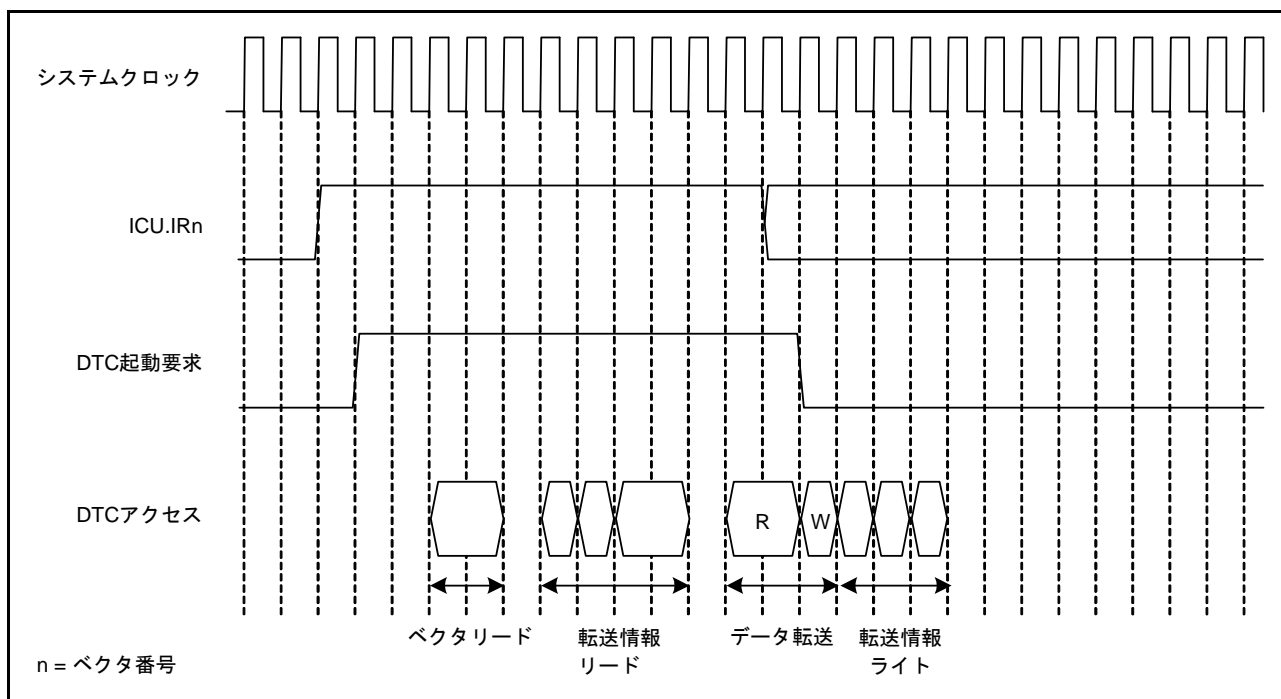 システムクロック
ICU.IRn
DTC起動要求
DTCアクセス
R
W
ベクタリード
転送情報
リード
データ転送
転送情報
ライト
n = ベクタ番号